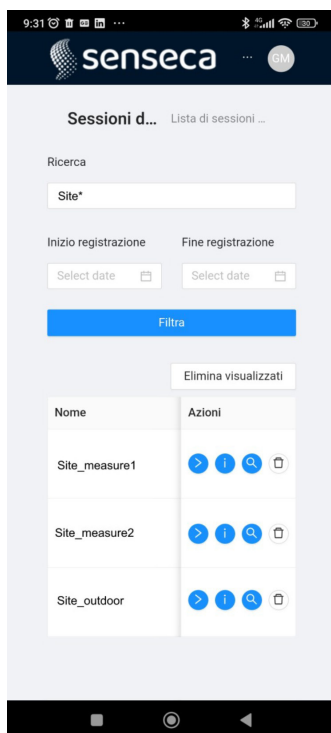 9:31
4G
30
senseca
...
GM
Sessioni d...
Lista di sessioni ...
Ricerca
Site*
Inizio registrazione
Fine registrazione
Select date
Select date
Filtra
Elimina visualizzati
Nome
Azioni
Site_measure1
Site_measure2
Site_outdoor